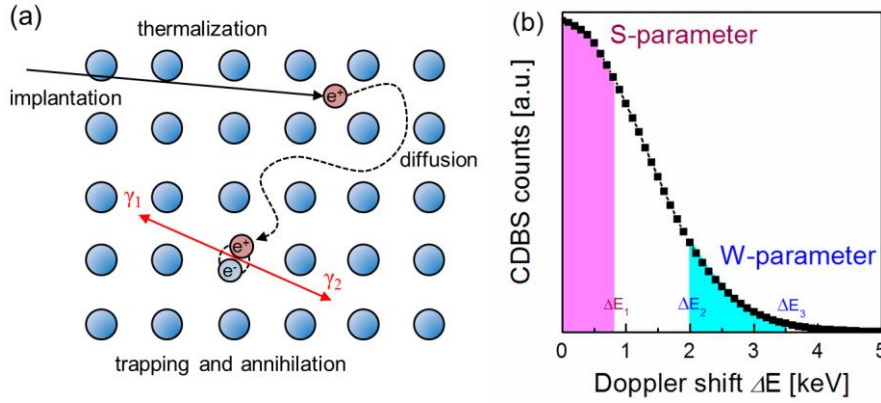 (a)
thermalization
implantation
e⁺
diffusion
γ₁
e⁺
e⁻
γ₂
trapping and annihilation
(b)
S-parameter
W-parameter
ΔE₁
ΔE₂
ΔE₃
CDBS counts [a.u.]
0 1 2 3 4 5
Doppler shift ΔE [keV]